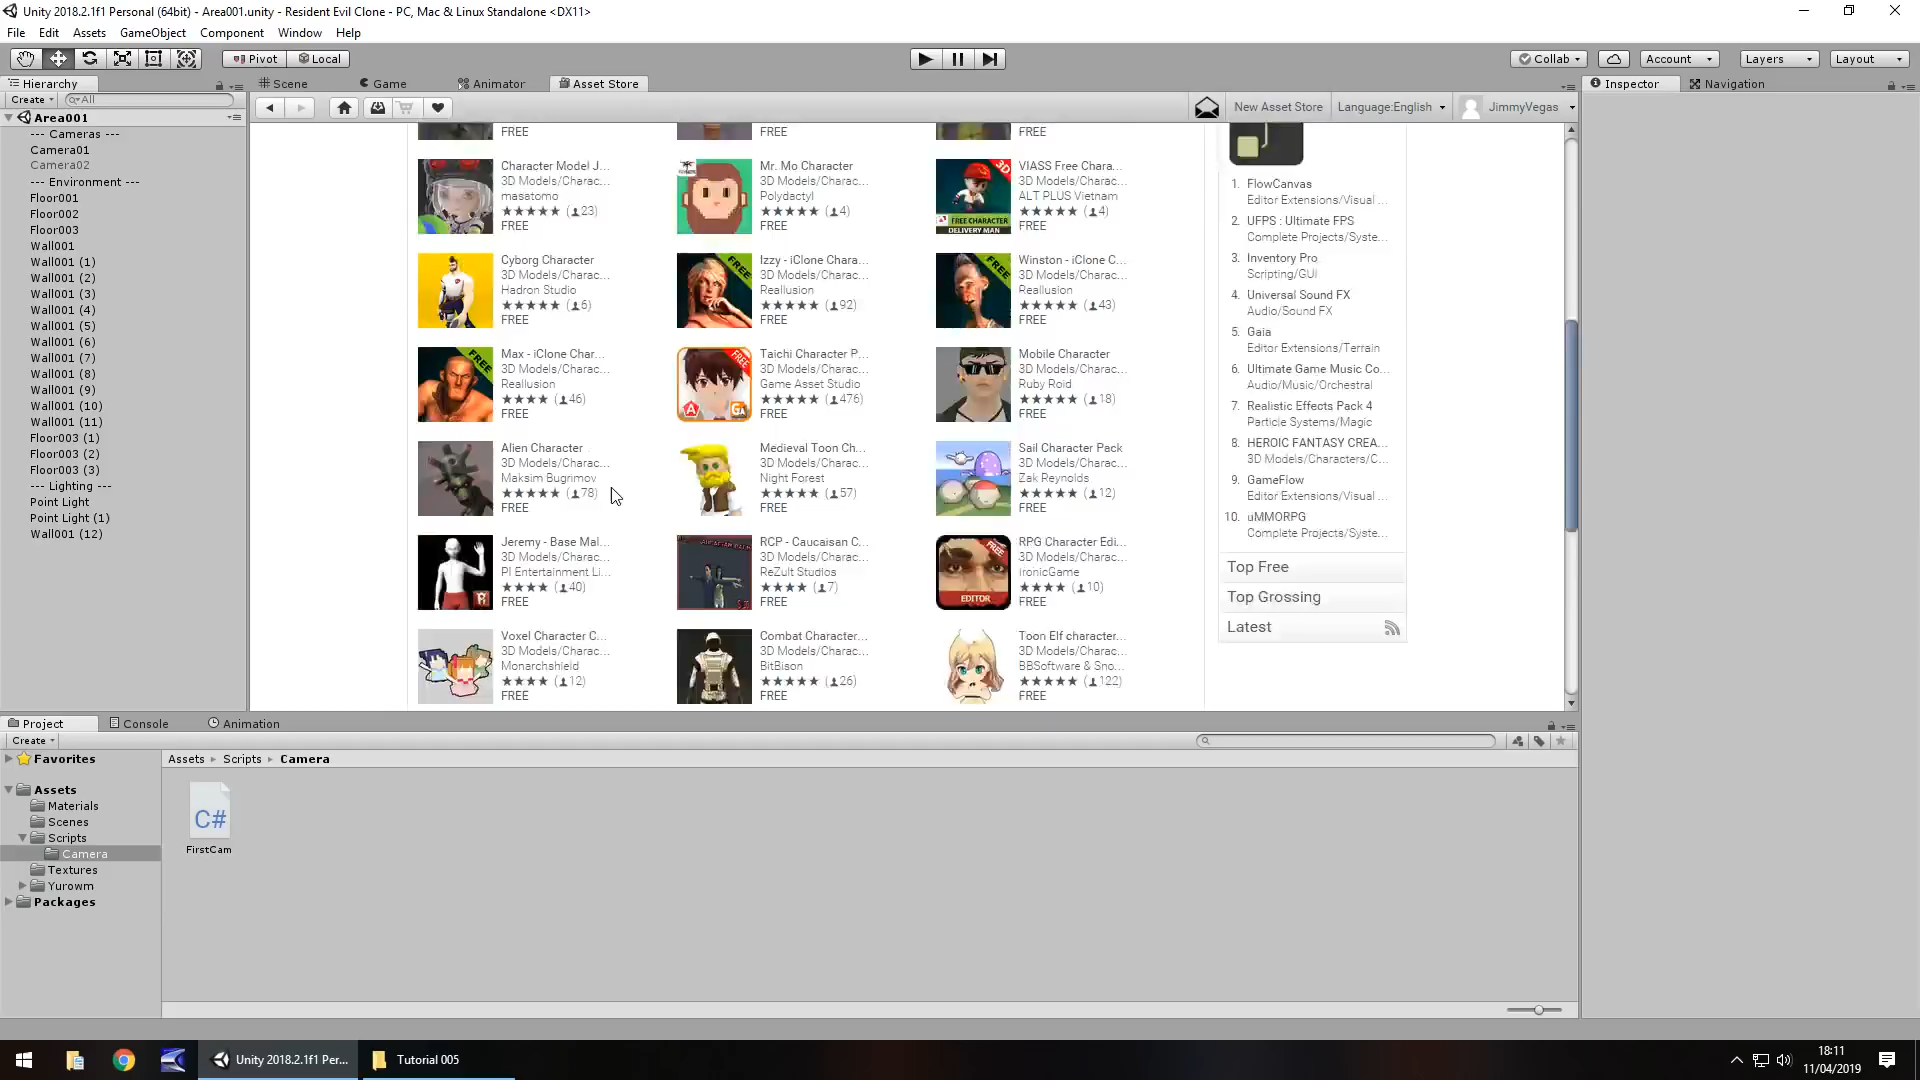 Unity 2018.2.1f1 Personal (64bit) - Area001.unity - Resident Evil Clone - PC, Mac & Linux Standalone <DX11>
File Edit Assets GameObject Component Window Help
Pivot Local Collab Account Layers Layout
Hierarchy
Create All
Area001
--- Cameras ---
Camera01
Camera02
--- Environment ---
Floor001
Floor002
Floor003
Wall001
Wall001 (1)
Wall001 (2)
Wall001 (3)
Wall001 (4)
Wall001 (5)
Wall001 (6)
Wall001 (7)
Wall001 (8)
Wall001 (9)
Wall001 (10)
Wall001 (11)
Floor003 (1)
Floor003 (2)
Floor003 (3)
--- Lighting ---
Point Light
Point Light (1)
Wall001 (12)
Scene Game Animator Asset Store
New Asset Store Language:English JimmyVegas
FREE FREE FREE
Character Model J...
3D Models/Charac...
masatomo
★★★★★ (23)
FREE
Mr. Mo Character
3D Models/Charac...
Polydactyl
★★★★★ (4)
FREE
3D
FREE CHARACTER
DELIVERY MAN
VIASS Free Chara...
3D Models/Charac...
ALT PLUS Vietnam
★★★★★ (4)
FREE
Cyborg Character
3D Models/Charac...
Hadron Studio
★★★★★ (6)
FREE
FREE
Izzy - iClone Chara...
3D Models/Charac...
Reallusion
★★★★★ (92)
FREE
FREE
Winston - iClone C...
3D Models/Charac...
Reallusion
★★★★★ (43)
FREE
FREE
Max - iClone Char...
3D Models/Charac...
Reallusion
★★★★ (46)
FREE
FREE
Taichi Character P...
3D Models/Charac...
Game Asset Studio
★★★★★ (476)
FREE
Mobile Character
3D Models/Charac...
Ruby Roid
★★★★★ (18)
FREE
Alien Character
3D Models/Charac...
Maksim Bugrimov
★★★★★ (78)
FREE
Medieval Toon Ch...
3D Models/Charac...
Night Forest
★★★★★ (57)
FREE
Sail Character Pack
3D Models/Charac...
Zak Reynolds
★★★★★ (12)
FREE
Jeremy - Base Mal...
3D Models/Charac...
PI Entertainment Li...
★★★★ (40)
FREE
RCP - Caucaisan C...
3D Models/Charac...
ReZult Studios
★★★★ (7)
FREE
FREE
EDITOR
RPG Character Edi...
3D Models/Charac...
ironicGame
★★★★ (10)
FREE
Voxel Character C...
3D Models/Charac...
Monarchshield
★★★★ (12)
FREE
Combat Character...
3D Models/Charac...
BitBison
★★★★★ (26)
FREE
Toon Elf character...
3D Models/Charac...
BBSoftware & Sno...
★★★★★ (122)
FREE
1. FlowCanvas
Editor Extensions/Visual ...
2. UFPS : Ultimate FPS
Complete Projects/Syste...
3. Inventory Pro
Scripting/GUI
4. Universal Sound FX
Audio/Sound FX
5. Gaia
Editor Extensions/Terrain
6. Ultimate Game Music Co...
Audio/Music/Orchestral
7. Realistic Effects Pack 4
Particle Systems/Magic
8. HEROIC FANTASY CREA...
3D Models/Characters/C...
9. GameFlow
Editor Extensions/Visual ...
10. uMMORPG
Complete Projects/Syste...
Top Free
Top Grossing
Latest
Inspector Navigation
Project Console Animation
Create
Favorites
Assets
Materials
Scenes
Scripts
Camera
Textures
Yurowm
Packages
Assets Scripts Camera
C#
FirstCam
Unity 2018.2.1f1 Per...
Tutorial 005
18:11
11/04/2019